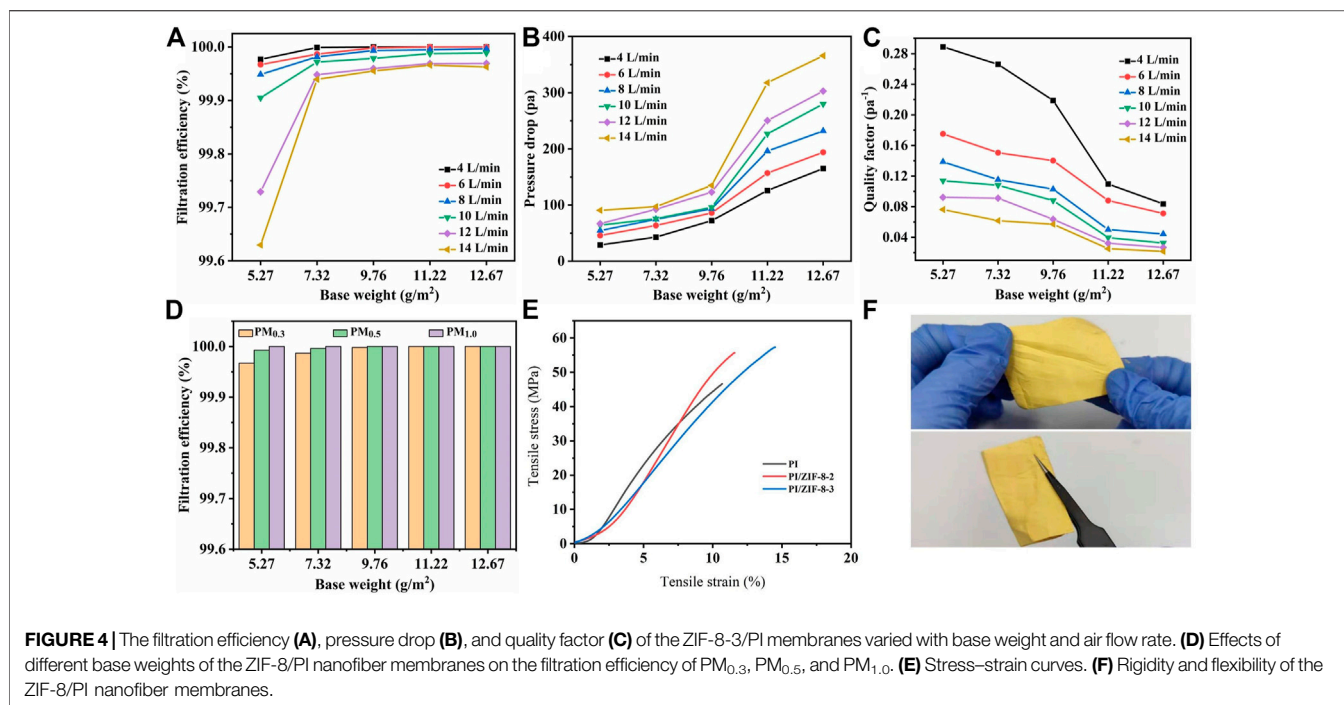 A
Filtration efficiency (%)
100.0
99.9
99.8
99.7
99.6
4 L/min
6 L/min
8 L/min
10 L/min
12 L/min
14 L/min
5.27 7.32 9.76 11.22 12.67
Base weight (g/m²)
B
Pressure drop (pa)
400
350
300
250
200
150
100
50
0
4 L/min
6 L/min
8 L/min
10 L/min
12 L/min
14 L/min
5.27 7.32 9.76 11.22 12.67
Base weight (g/m²)
C
Quality factor (pa⁻¹)
0.28
0.24
0.20
0.16
0.12
0.08
0.04
4 L/min
6 L/min
8 L/min
10 L/min
12 L/min
14 L/min
5.27 7.32 9.76 11.22 12.67
Base weight (g/m²)
D
Filtration efficiency (%)
PM0.3 PM0.5 PM1.0
100.0
99.9
99.8
99.7
99.6
5.27 7.32 9.76 11.22 12.67
Base weight (g/m²)
E
Tensile stress (MPa)
60
50
40
30
20
10
0
PI
PI/ZIF-8-2
PI/ZIF-8-3
0 5 10 15 20
Tensile strain (%)
F
FIGURE 4 | The filtration efficiency (A), pressure drop (B), and quality factor (C) of the ZIF-8-3/PI membranes varied with base weight and air flow rate. (D) Effects of
different base weights of the ZIF-8/PI nanofiber membranes on the filtration efficiency of PM0.3, PM0.5, and PM1.0. (E) Stress–strain curves. (F) Rigidity and flexibility of the
ZIF-8/PI nanofiber membranes.